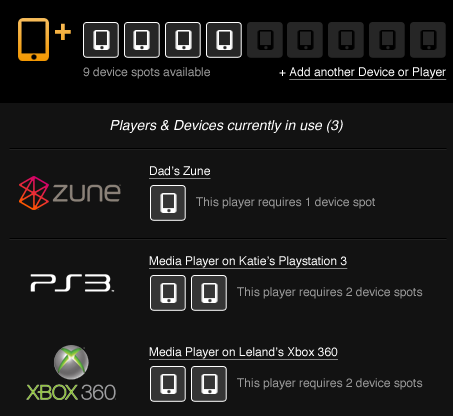 +
9 device spots available
+ Add another Device or Player
Players & Devices currently in use (3)
Dad's Zune
zune
This player requires 1 device spot
Media Player on Katie's Playstation 3
PS3.
This player requires 2 device spots
Media Player on Leland's Xbox 360
XBOX 360
This player requires 2 device spots